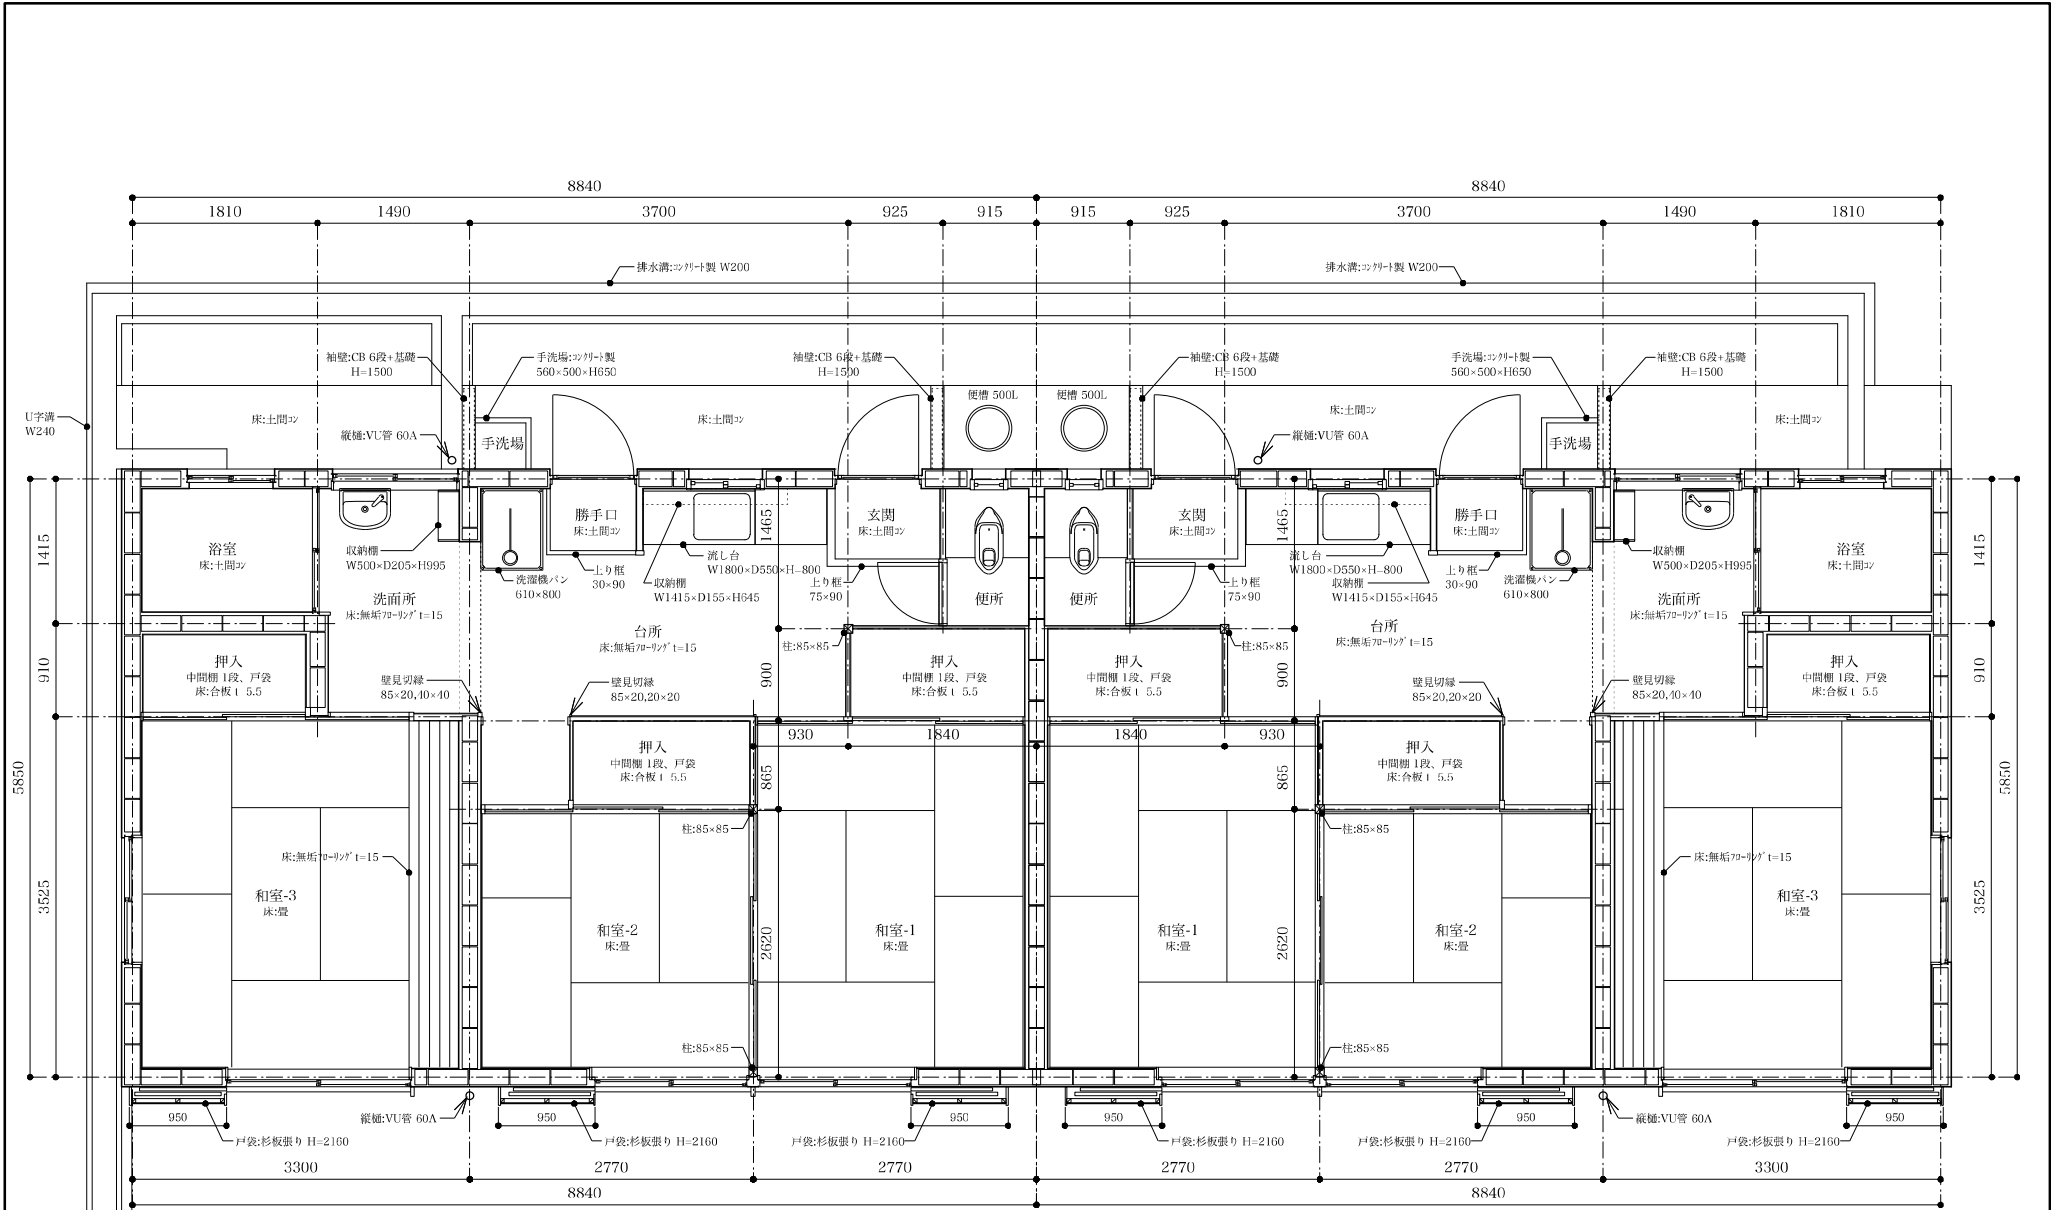 8840 8840
1810 1490 3700 925 915 915 925 3700 1490 1810
排水溝:コンクリート製 W200 排水溝:コンクリート製 W200
袖壁:CB 6段+基礎
H=1500
手洗場:コンクリート製
560×500×H650
袖壁:CB 6段+基礎
H=1500
袖壁:CB 6段+基礎
H=1500
手洗場:コンクリート製
560×500×H650
袖壁:CB 6段+基礎
H=1500
U字溝
W240
床:土間コン
縦樋:VU管 60A
手洗場
床:土間コン
便槽 500L
便槽 500L
床:土間コン
縦樋:VU管 60A
手洗場
床:土間コン
浴室
床:土間コン
収納棚
W500×D205×H995
洗面所
床:無垢フローリング t=15
洗濯機パン
610×800
勝手口
床:土間コン
上り框
30×90
流し台
W1800×D550×H=800
収納棚
W1415×D155×H645
1465
玄関
床:土間コン
上り框
75×90
便所
便所
玄関
床:土間コン
上り框
75×90
1465
流し台
W1800×D550×H=800
収納棚
W1415×D155×H645
勝手口
床:土間コン
上り框
30×90
洗濯機パン
610×800
収納棚
W500×D205×H995
洗面所
床:無垢フローリング t=15
浴室
床:土間コン
1415
910
3525
5850
1415
910
3525
5850
台所
床:無垢フローリング t=15
柱:85×85
柱:85×85
台所
床:無垢フローリング t=15
押入
中間棚 1段、戸袋
床:合板 t 5.5
壁見切縁
85×20,40×40
壁見切縁
85×20,20×20
900
押入
中間棚 1段、戸袋
床:合板 t 5.5
押入
中間棚 1段、戸袋
床:合板 t 5.5
900
壁見切縁
85×20,20×20
壁見切縁
85×20,40×40
押入
中間棚 1段、戸袋
床:合板 t 5.5
930 1840 1840 930
押入
中間棚 1段、戸袋
床:合板 t 5.5
865
865
押入
中間棚 1段、戸袋
床:合板 t 5.5
柱:85×85
柱:85×85
床:無垢フローリング t=15
床:無垢フローリング t=15
和室-3
床:畳
和室-2
床:畳
2620
和室-1
床:畳
和室-1
床:畳
2620
和室-2
床:畳
和室-3
床:畳
柱:85×85
柱:85×85
950 950 950 950 950 950
縦樋:VU管 60A
縦樋:VU管 60A
戸袋:杉板張り H=2160
戸袋:杉板張り H=2160
戸袋:杉板張り H=2160
戸袋:杉板張り H=2160
戸袋:杉板張り H=2160
戸袋:杉板張り H=2160
3300 2770 2770 2770 2770 3300
8840 8840